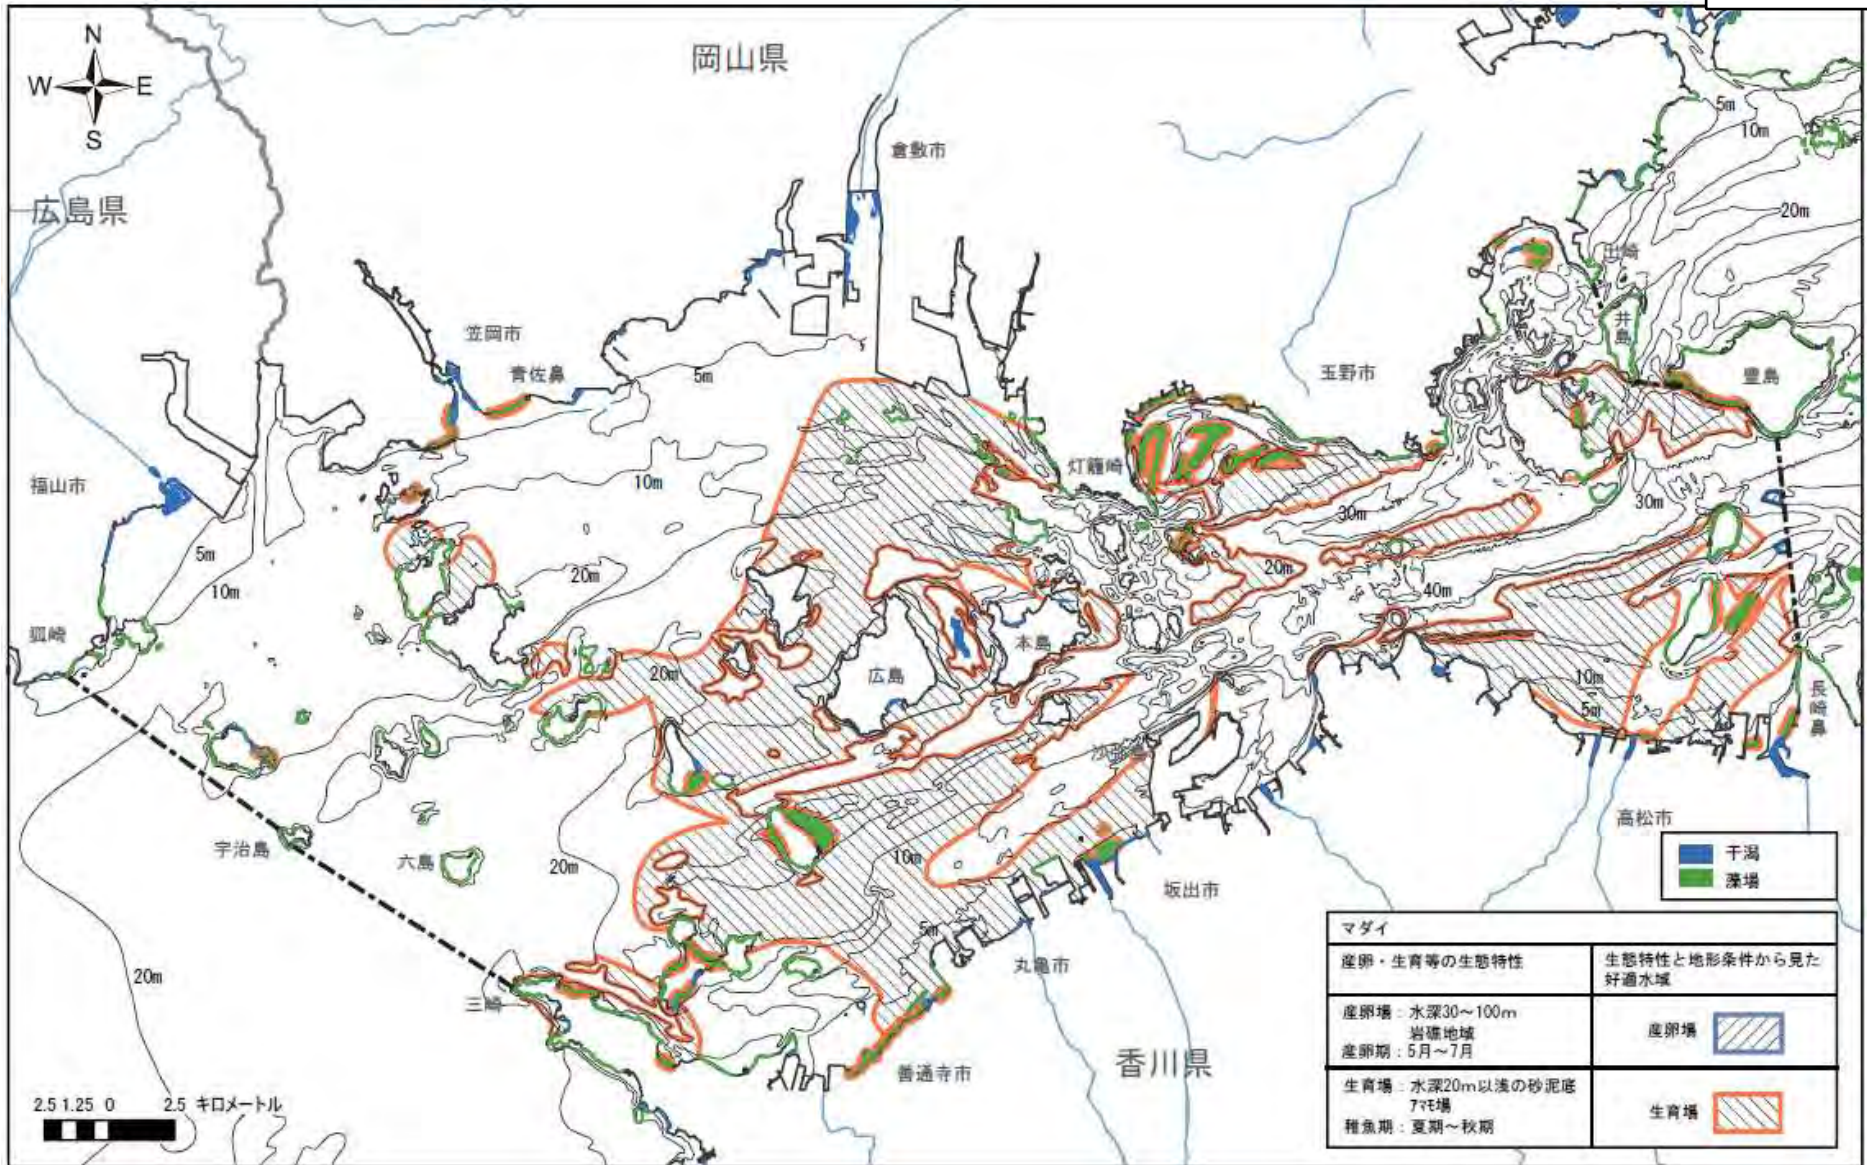 N
W E
S
岡山県
倉敷市
広島県
5m
10m
20m
出崎
井島
豊島
笠岡市
青佐鼻
5m
玉野市
福山市
灯籠崎
10m
30m
30m
5m
10m
20m
20m
40m
狐崎
本島
広島
20m
10m
5m
長崎鼻
沙弥島
高松市
宇治島
六島
20m
10m
坂出市
5m
丸亀市
20m
三崎
善通寺市
香川県
2.5 1.25 0 2.5 キロメートル
干潟
藻場
マダイ
産卵・生育等の生態特性
生態特性と地形条件から見た
好適水域
産卵場：水深30～100m
岩礁地域
産卵期：5月～7月
産卵場
生育場：水深20m以浅の砂泥底
アマモ場
稚魚期：夏期～秋期
生育場